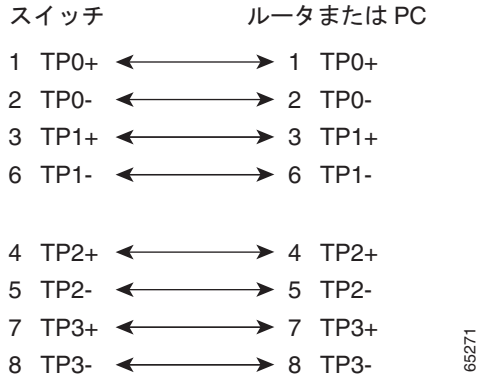 スイッチ ルータまたは PC
1 TP0+ 1 TP0+
2 TP0- 2 TP0-
3 TP1+ 3 TP1+
6 TP1- 6 TP1-
4 TP2+ 4 TP2+
5 TP2- 5 TP2-
7 TP3+ 7 TP3+
8 TP3- 8 TP3-
65271